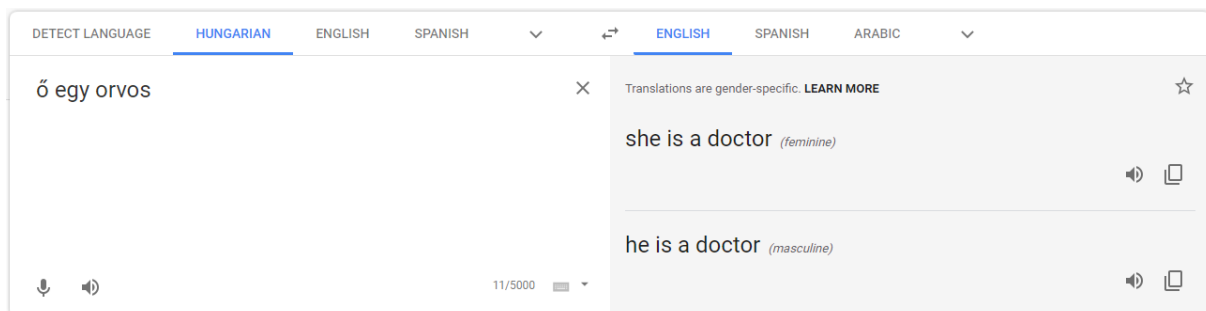 DETECT LANGUAGE HUNGARIAN ENGLISH SPANISH ENGLISH SPANISH ARABIC
ő egy orvos
Translations are gender-specific. LEARN MORE
she is a doctor (feminine)
he is a doctor (masculine)
11/5000